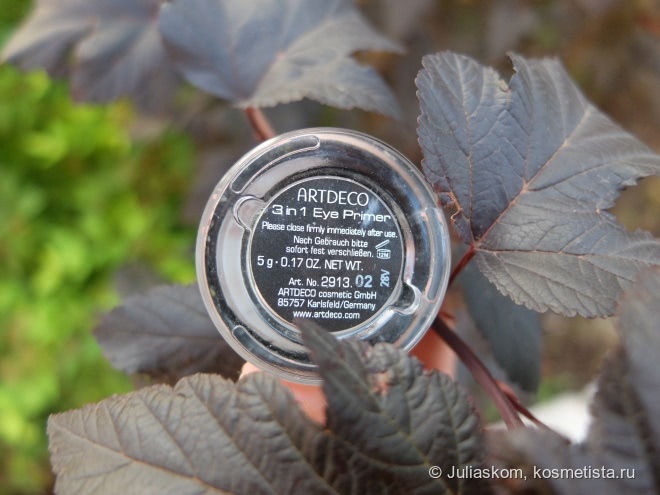 ARTDECO
3 in 1 Eye Primer
Please close firmly immediately after use.
Nach Gebrauch bitte
sofort fest verschließen.
12M
5 g · 0.17 OZ. NET WT.
Art. No. 2913. 02
28V
ARTDECO cosmetic GmbH
85757 Karlsfeld/Germany
www.artdeco.com
© Juliaskom, kosmetista.ru